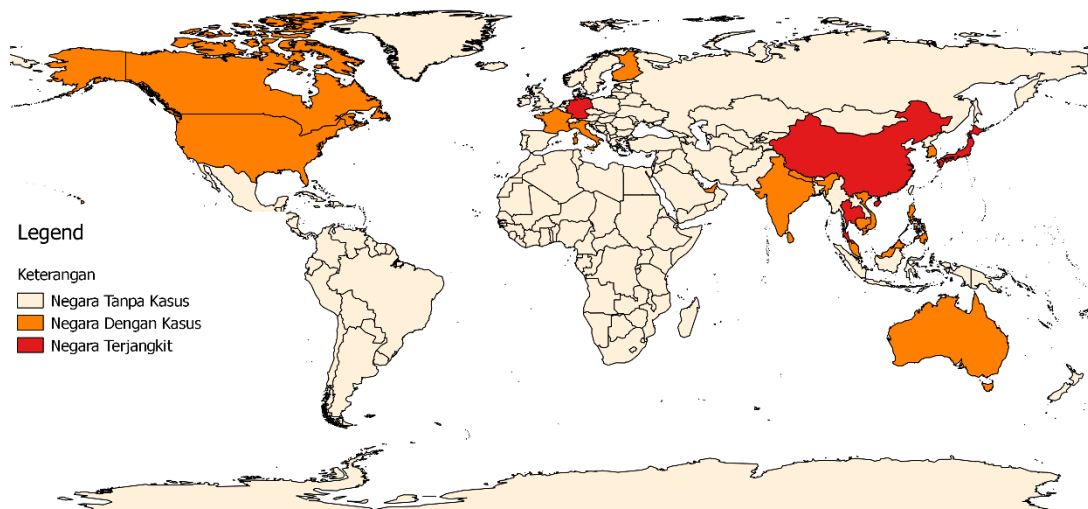 Legend
Keterangan
Negara Tanpa Kasus
Negara Dengan Kasus
Negara Terjangkit